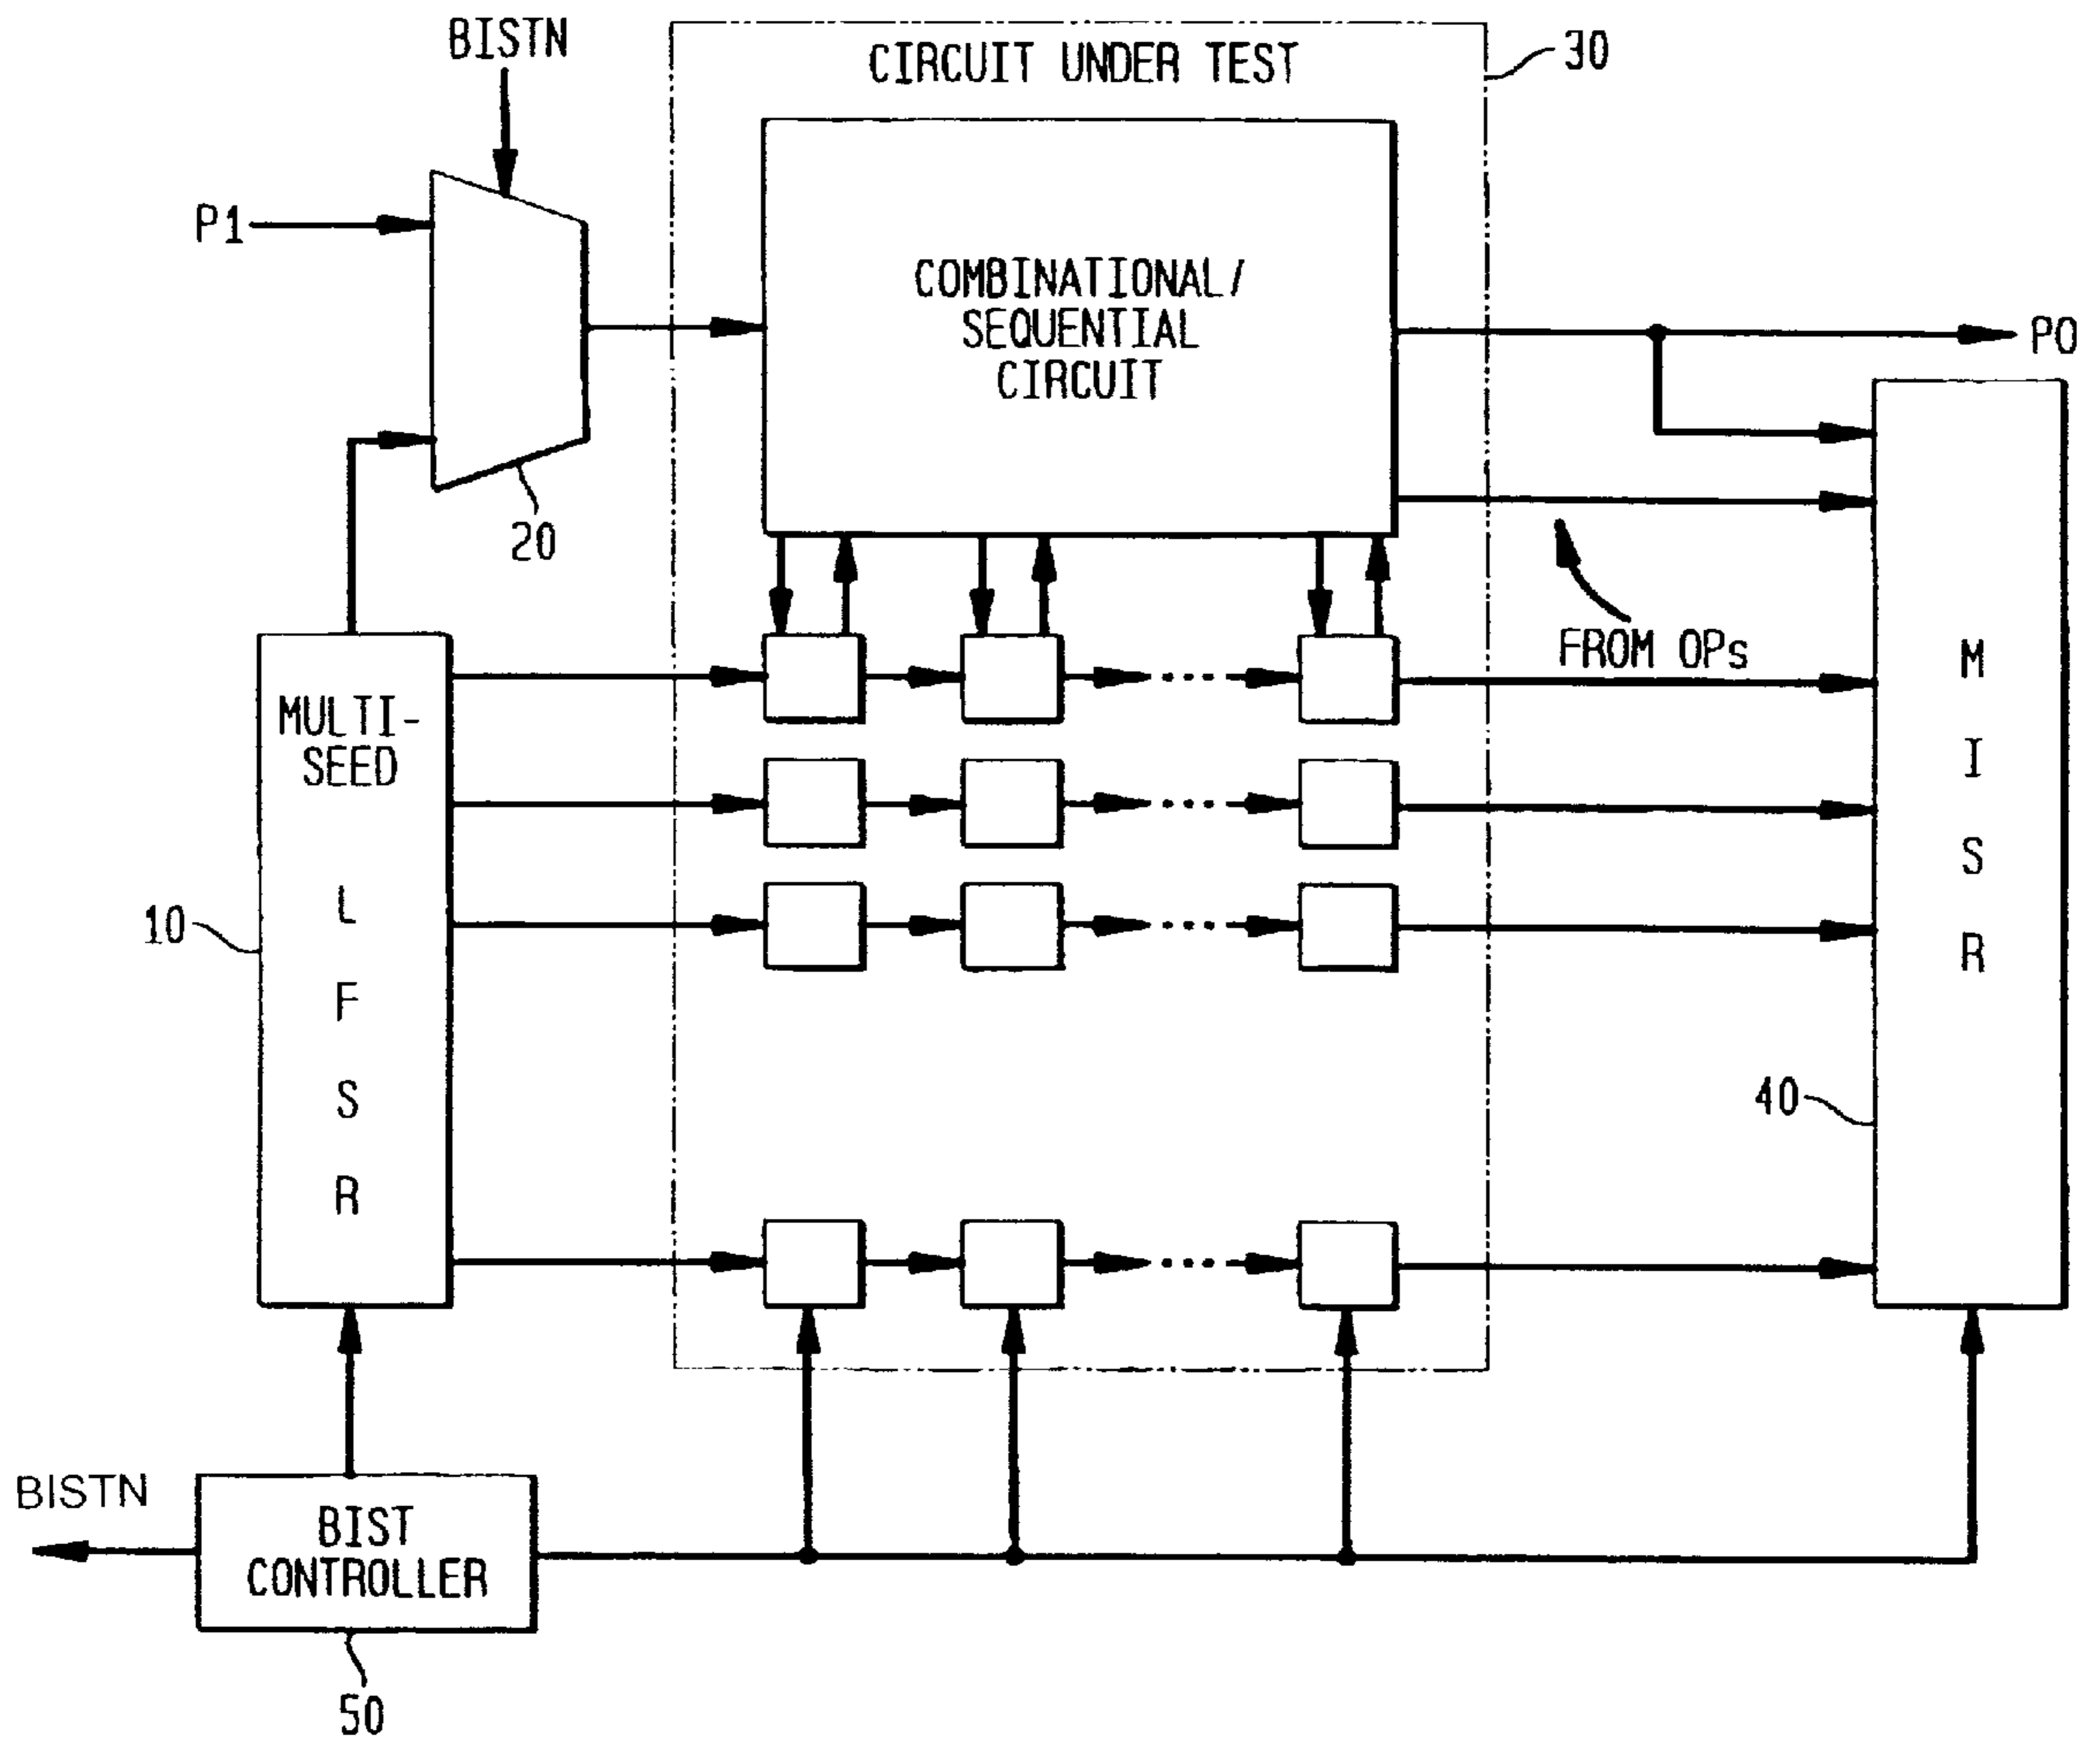 BISTN
CIRCUIT UNDER TEST
30
P1
COMBINATIONAL/
SEQUENTIAL
CIRCUIT
PO
20
FROM OPs
MULTI-
SEED
L
F
S
R
10
M
I
S
R
40
BISTN
BIST
CONTROLLER
50